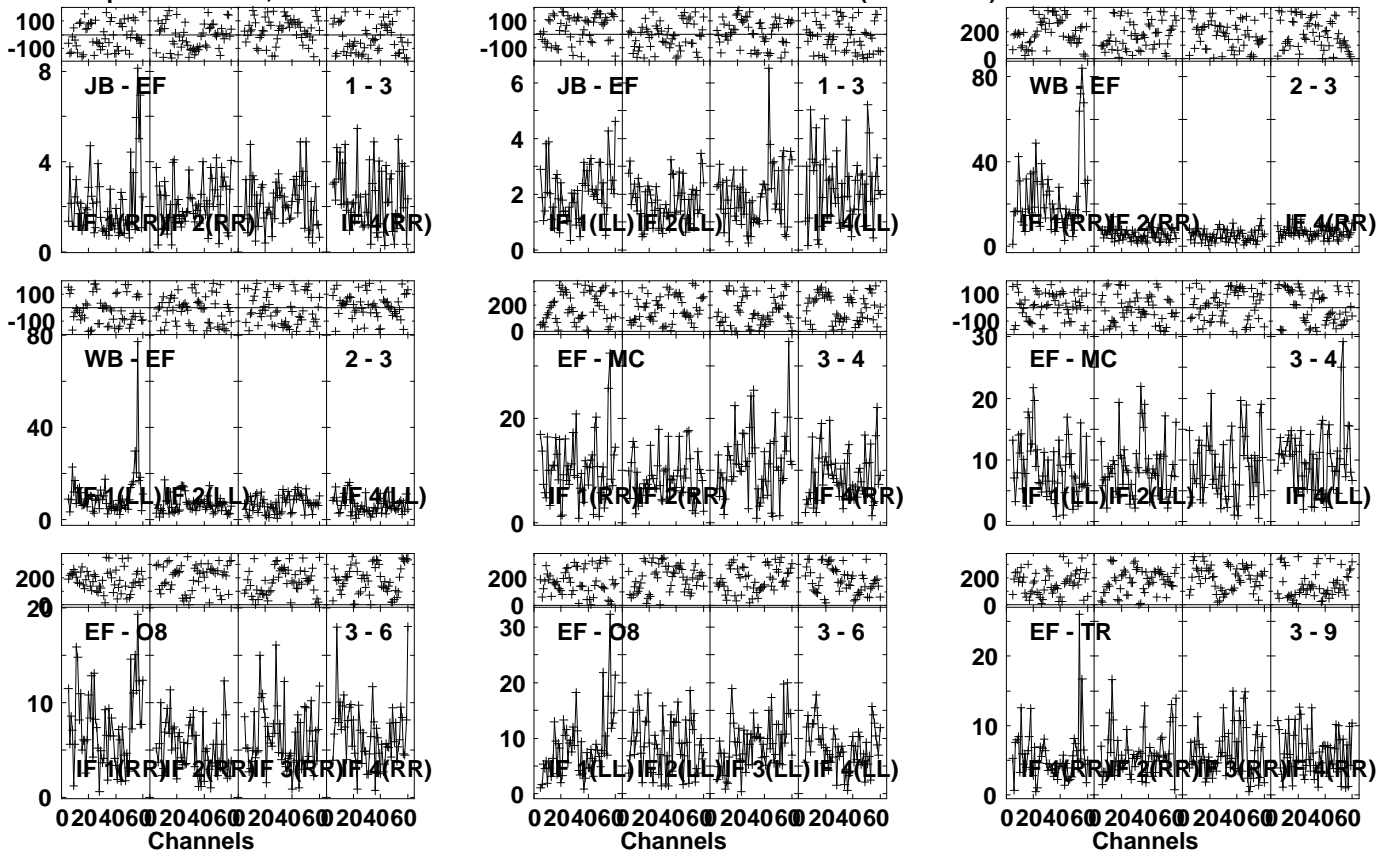 100
-100
8
4
0
JB - EF
1 - 3
IF 1(RR)
IF 2(RR)
IF 4(RR)
100
-100
6
4
2
0
JB - EF
1 - 3
IF 1(LL)
IF 2(LL)
IF 4(LL)
200
0
80
40
0
WB - EF
2 - 3
IF 1(RR)
IF 2(RR)
IF 4(RR)
100
-100
80
40
0
WB - EF
2 - 3
IF 1(LL)
IF 2(LL)
IF 4(LL)
200
0
20
0
EF - MC
3 - 4
IF 1(RR)
IF 2(RR)
IF 4(RR)
100
-100
30
20
10
0
EF - MC
3 - 4
IF 1(LL)
IF 2(LL)
IF 4(LL)
200
0
20
10
0
EF - O8
3 - 6
IF 1(RR)
IF 2(RR)
IF 3(RR)
IF 4(RR)
0 20 40 60 0 20 40 60 0 20 40 60 0 20 40 60
Channels
200
0
30
20
10
0
EF - O8
3 - 6
IF 1(LL)
IF 2(LL)
IF 3(LL)
IF 4(LL)
0 20 40 60 0 20 40 60 0 20 40 60 0 20 40 60
Channels
200
0
20
10
0
EF - TR
3 - 9
IF 1(RR)
IF 2(RR)
IF 3(RR)
IF 4(RR)
0 20 40 60 0 20 40 60 0 20 40 60 0 20 40 60
Channels